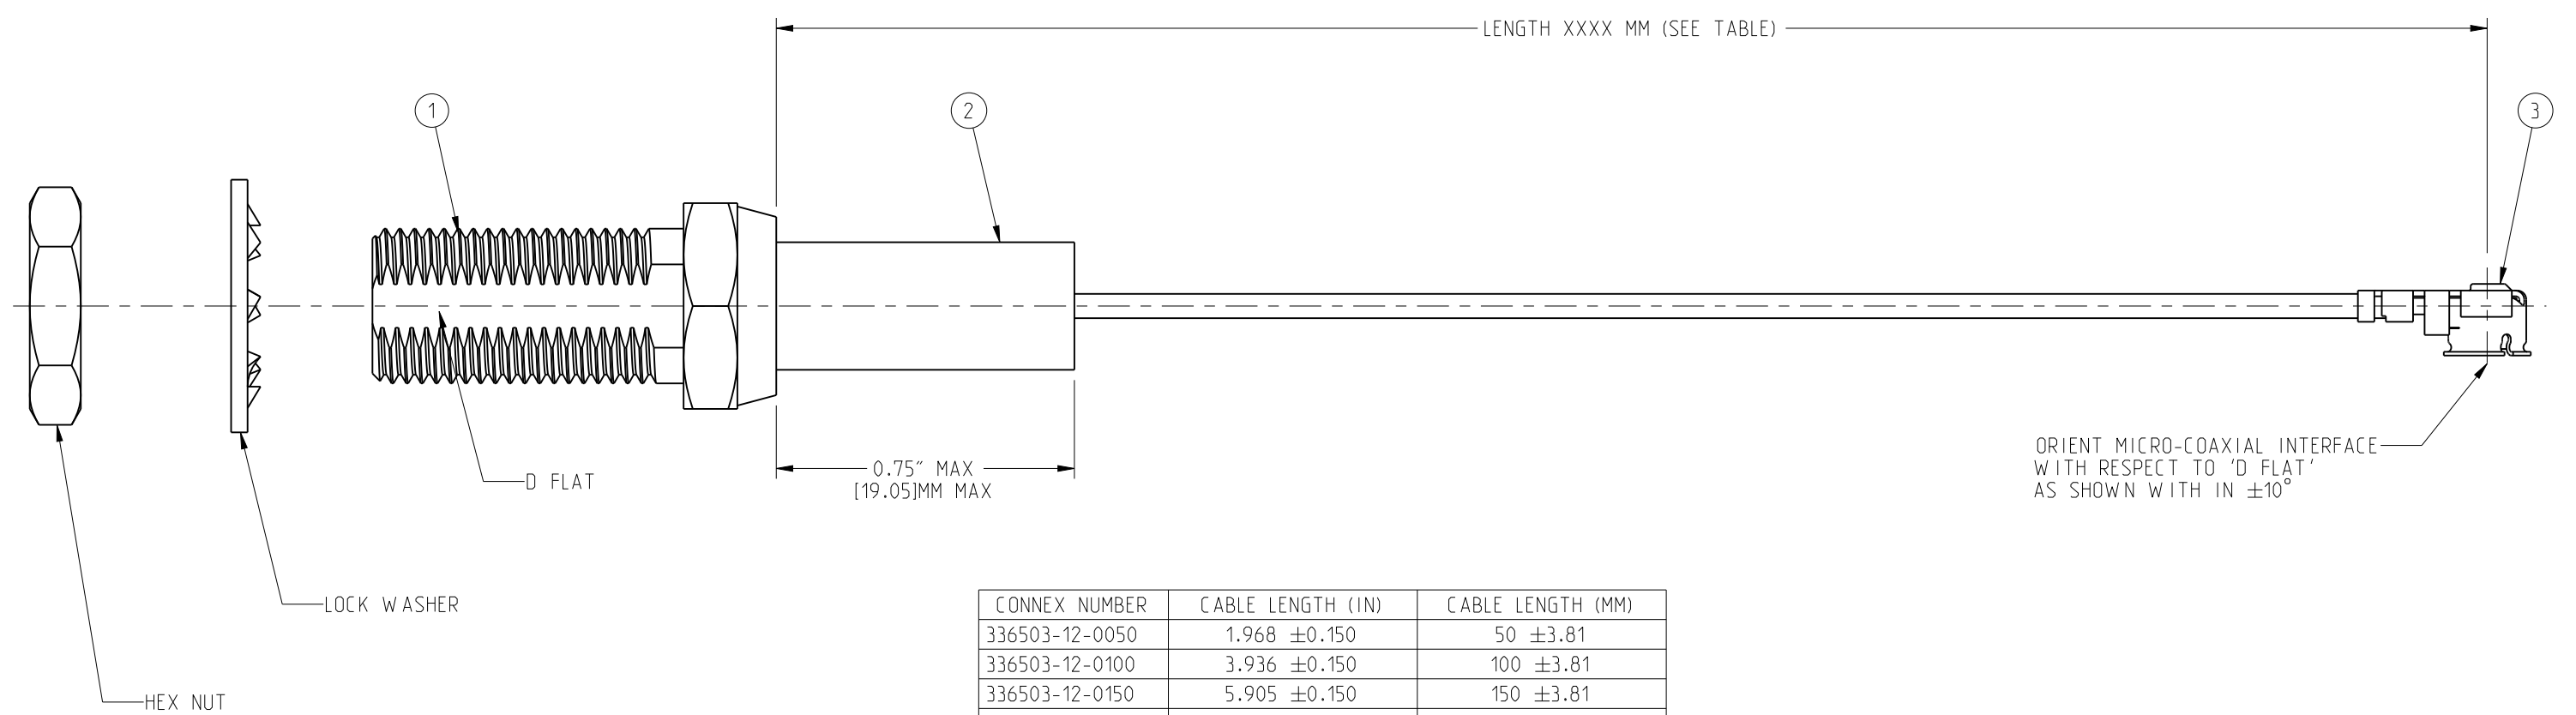 LENGTH XXXX MM (SEE TABLE)
1
2
3
D FLAT
0.75" MAX
[19.05]MM MAX
ORIENT MICRO-COAXIAL INTERFACE
WITH RESPECT TO 'D FLAT'
AS SHOWN WITH IN ±10°
LOCK WASHER
HEX NUT
CONNEX NUMBER CABLE LENGTH (IN) CABLE LENGTH (MM)
336503-12-0050 1.968 ±0.150 50 ±3.81
336503-12-0100 3.936 ±0.150 100 ±3.81
336503-12-0150 5.905 ±0.150 150 ±3.81